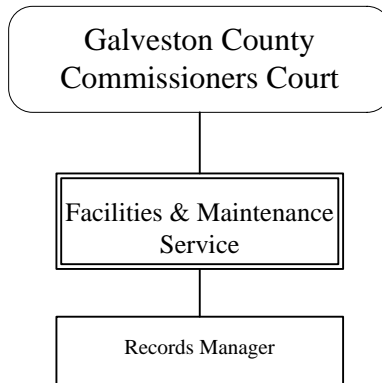 Galveston County
Commissioners Court
Facilities & Maintenance
Service
Records Manager